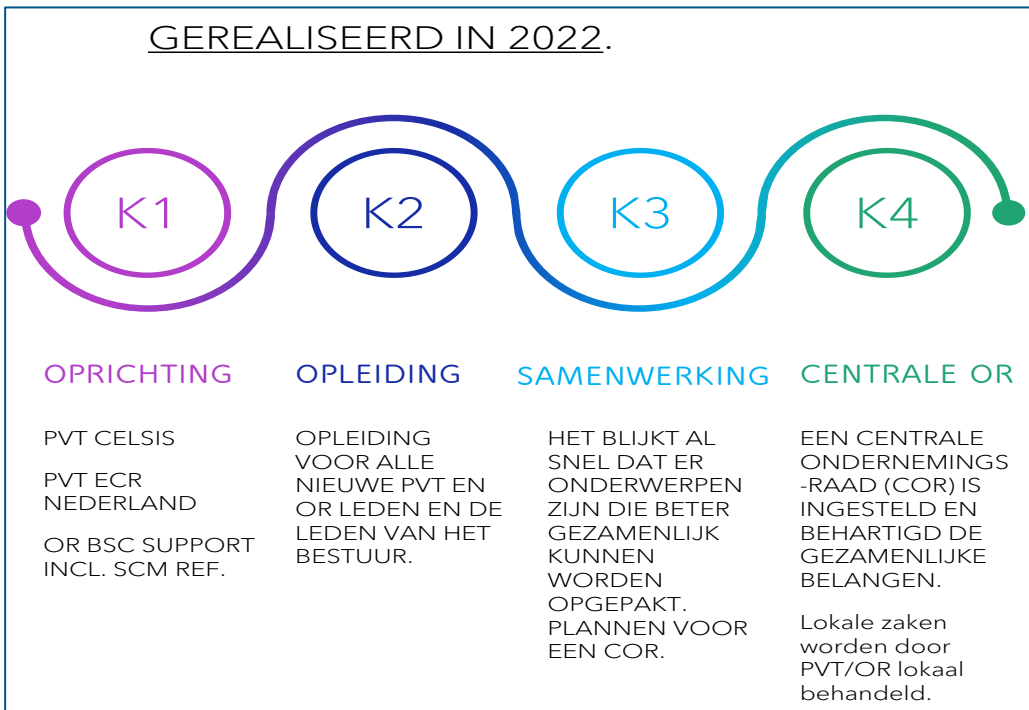 GEREALISEERD IN 2022.
K1
K2
K3
K4
OPRICHTING
PVT CELSIS
PVT ECR
NEDERLAND
OR BSC SUPPORT
INCL. SCM REF.
OPLEIDING
OPLEIDING
VOOR ALLE
NIEUWE PVT EN
OR LEDEN EN DE
LEDEN VAN HET
BESTUUR.
SAMENWERKING
HET BLIJKT AL
SNEL DAT ER
ONDERWERPEN
ZIJN DIE BETER
GEZAMENLIJK
KUNNEN
WORDEN
OPGEPAKT.
PLANNEN VOOR
EEN COR.
CENTRALE OR
EEN CENTRALE
ONDERNEMINGS
-RAAD (COR) IS
INGESTELD EN
BEHARTIGD DE
GEZAMENLIJKE
BELANGEN.
Lokale zaken
worden door
PVT/OR lokaal
behandeld.